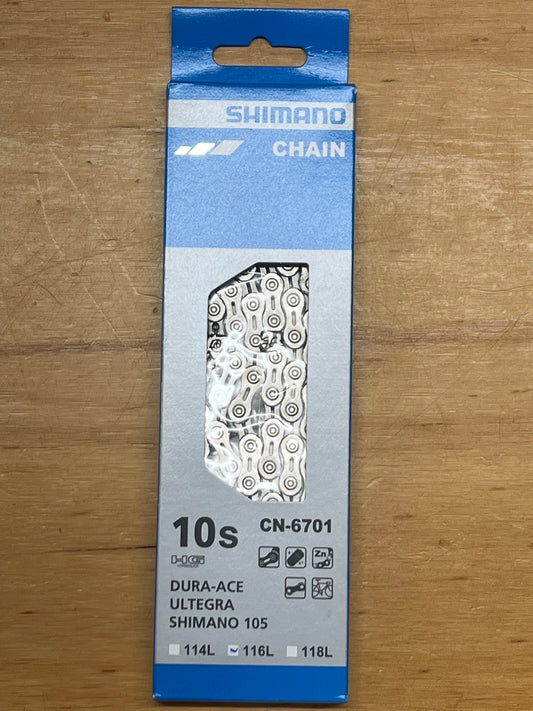 SHIMANO
CHAIN
10s
CN-6701
HG
Zn
DURA-ACE
ULTEGRA
SHIMANO 105
114L 116L 118L